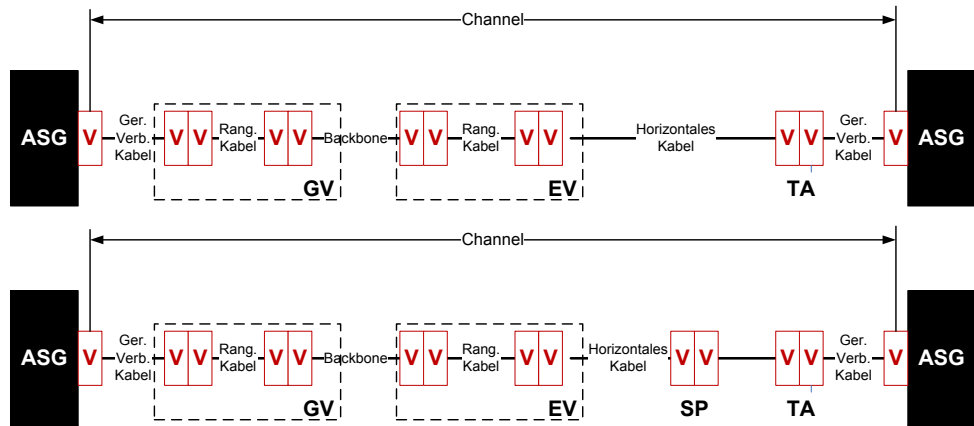 Channel
ASG V Ger. Verb. Kabel V V Rang. Kabel V V Backbone V V Rang. Kabel V V Horizontales Kabel V V Ger. Verb. Kabel V ASG
GV EV TA
Channel
ASG V Ger. Verb. Kabel V V Rang. Kabel V V Backbone V V Rang. Kabel V V Horizontales Kabel V V V V Ger. Verb. Kabel V ASG
GV EV SP TA